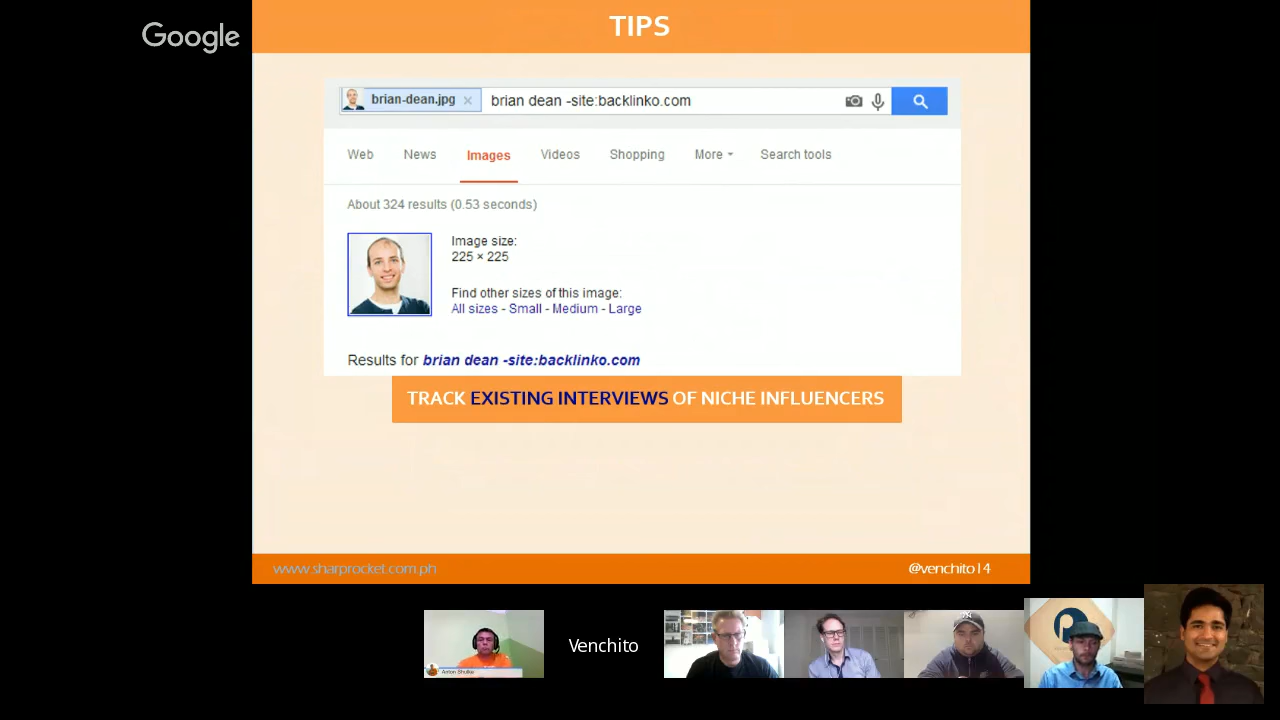 Google
TIPS
brian-dean.jpg × brian dean -site:backlinko.com
Web News Images Videos Shopping More Search tools
About 324 results (0.53 seconds)
Image size:
225 × 225
Find other sizes of this image:
All sizes - Small - Medium - Large
Results for brian dean -site:backlinko.com
TRACK EXISTING INTERVIEWS OF NICHE INFLUENCERS
www.sharprocket.com.ph @venchito14
Anton Shulke
Venchito